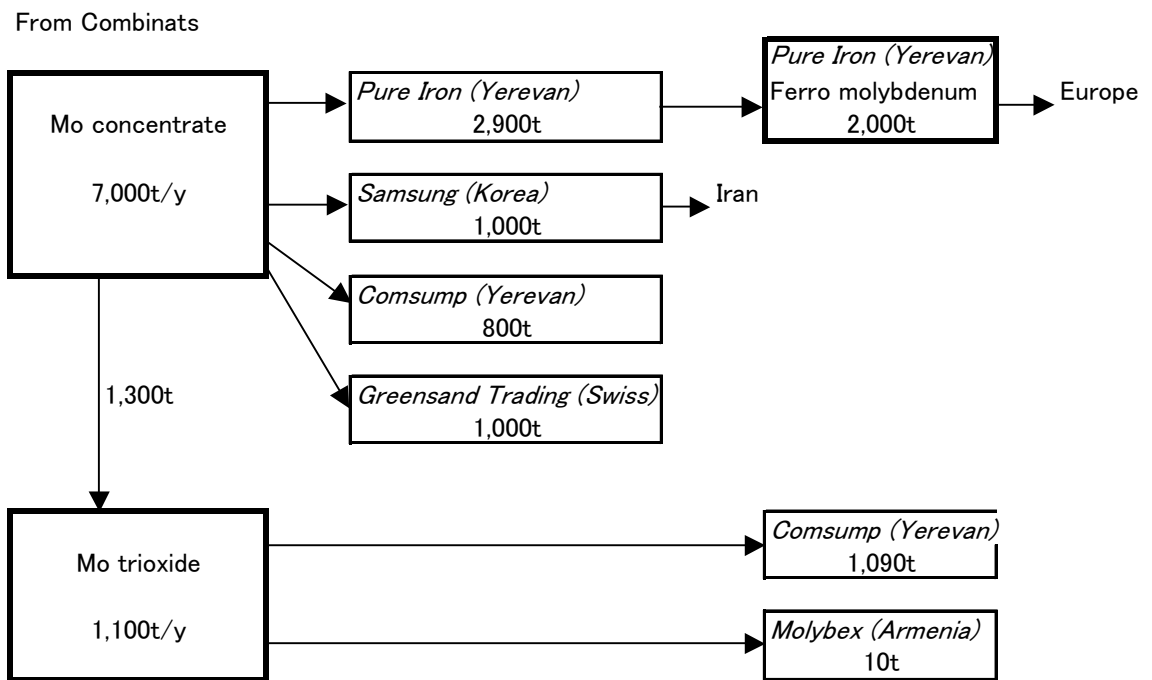 From Combinats
Mo concentrate
7,000t/y
Pure Iron (Yerevan)
2,900t
Pure Iron (Yerevan)
Ferro molybdenum
2,000t
Europe
Samsung (Korea)
1,000t
Iran
Comsump (Yerevan)
800t
Greensand Trading (Swiss)
1,000t
1,300t
Mo trioxide
1,100t/y
Comsump (Yerevan)
1,090t
Molybex (Armenia)
10t